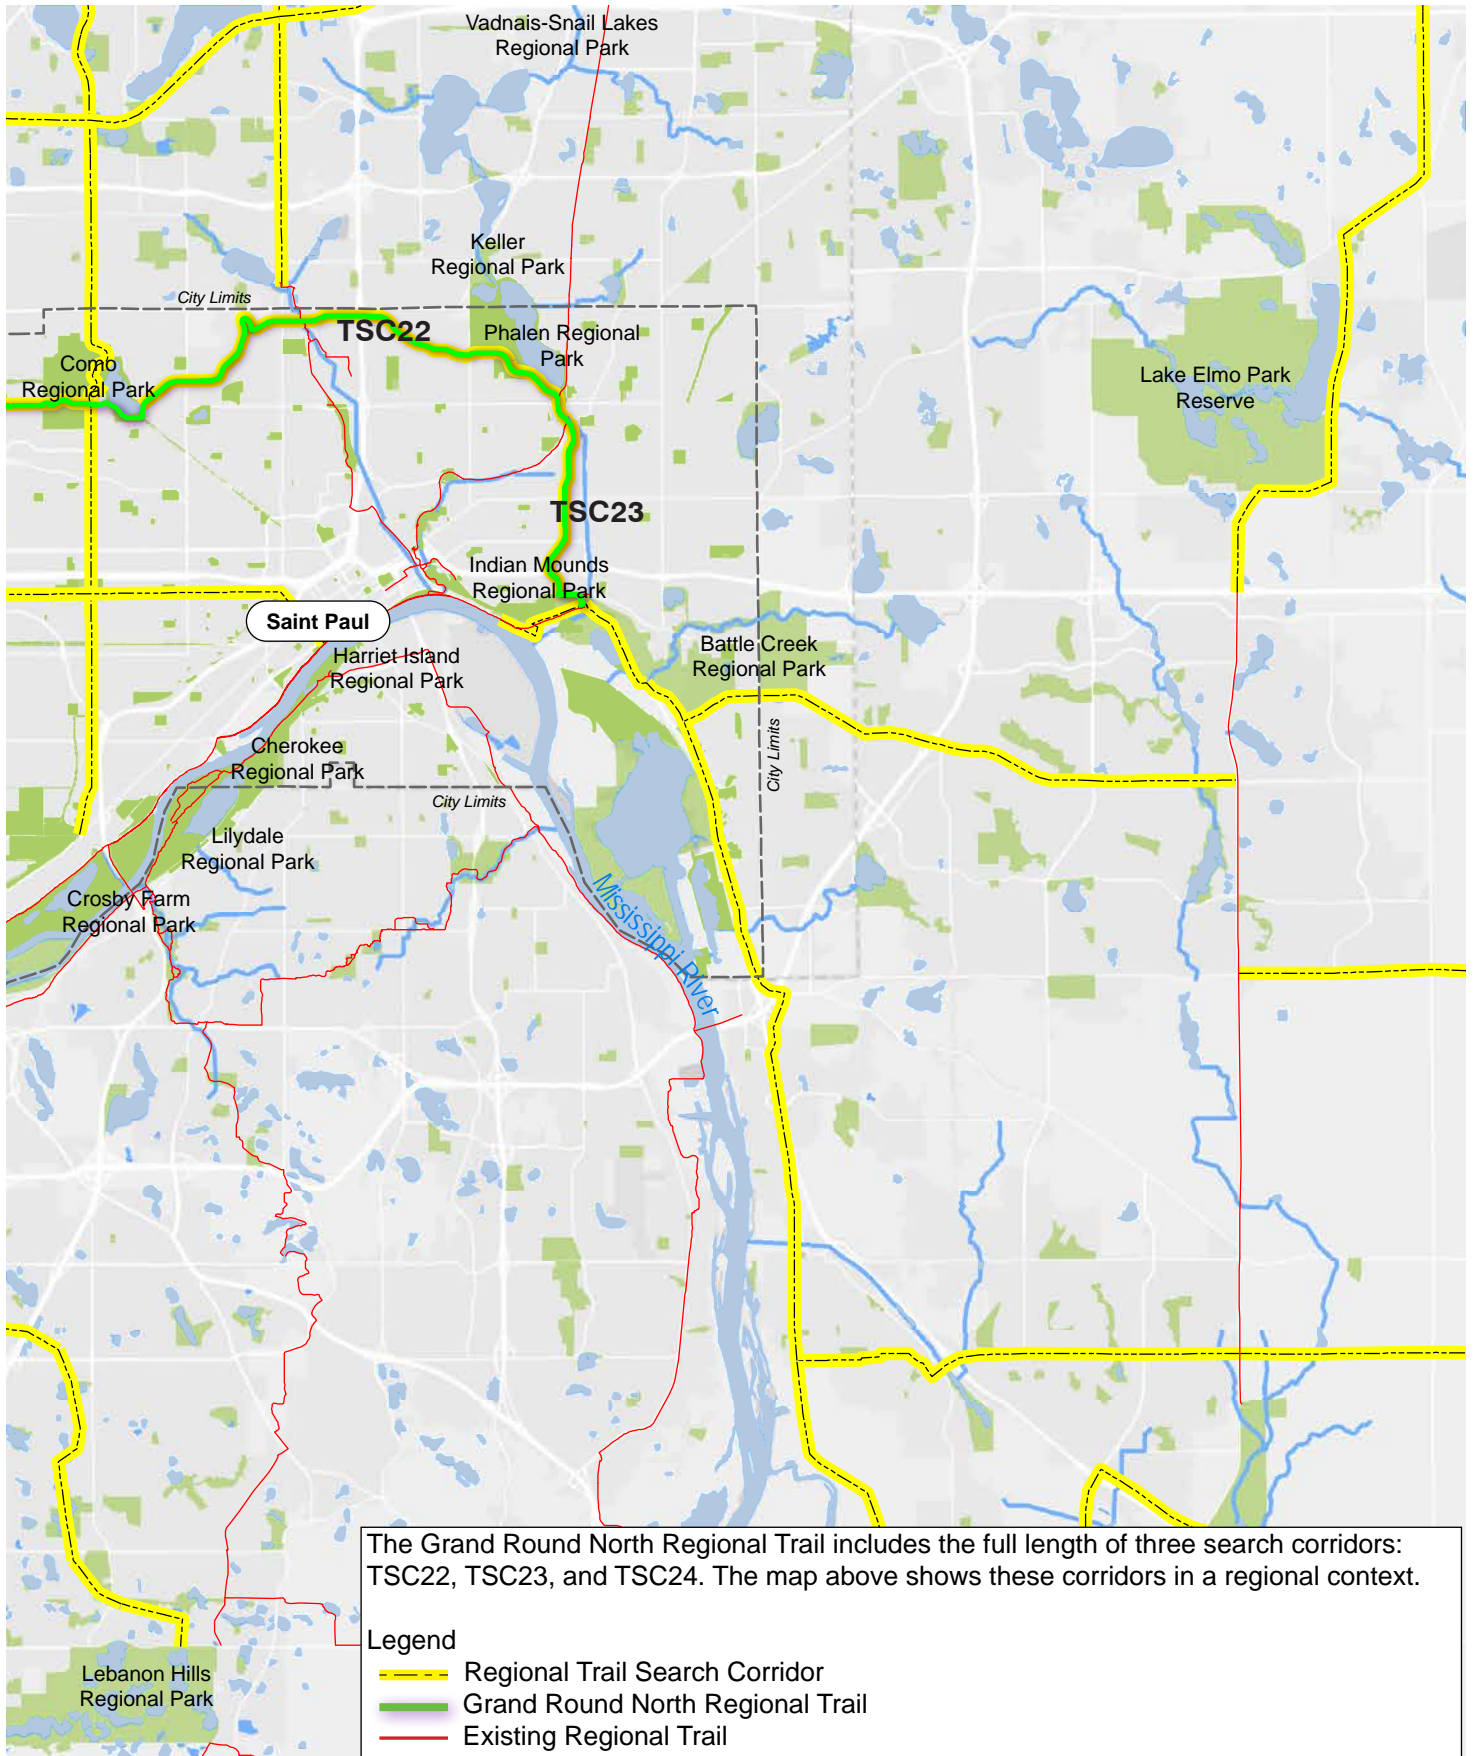 Vadnais-Snail Lakes
Regional Park
Keller
Regional Park
City Limits
TSC22
Phalen Regional
Park
Como
Regional Park
Lake Elmo Park
Reserve
TSC23
Indian Mounds
Regional Park
Saint Paul
Battle Creek
Regional Park
Harriet Island
Regional Park
City Limits
Cherokee
Regional Park
City Limits
Lilydale
Regional Park
Mississippi River
Crosby Farm
Regional Park
The Grand Round North Regional Trail includes the full length of three search corridors:
TSC22, TSC23, and TSC24. The map above shows these corridors in a regional context.
Legend
Regional Trail Search Corridor
Grand Round North Regional Trail
Existing Regional Trail
Lebanon Hills
Regional Park